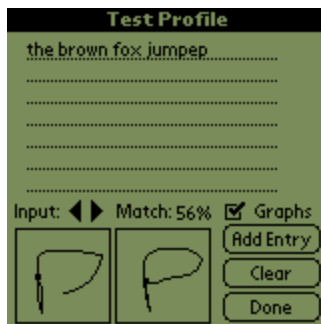 Test Profile
the brown fox jumpep
Input: Match: 56% Graphs
Add Entry
Clear
Done